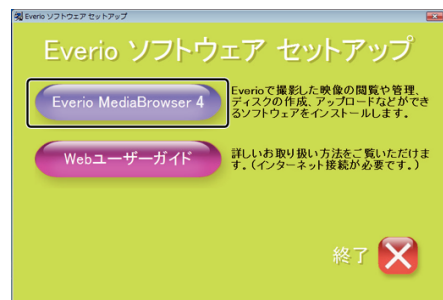 Everio ソフトウェア セットアップ
Everio ソフトウェア セットアップ
Everio MediaBrowser 4
Everioで撮影した映像の閲覧や管理、
ディスクの作成、アップロードなどができ
るソフトウェアをインストールします。
Webユーザーガイド
詳しいお取り扱い方法をご覧いただけま
す。（インターネット接続が必要です。）
終了